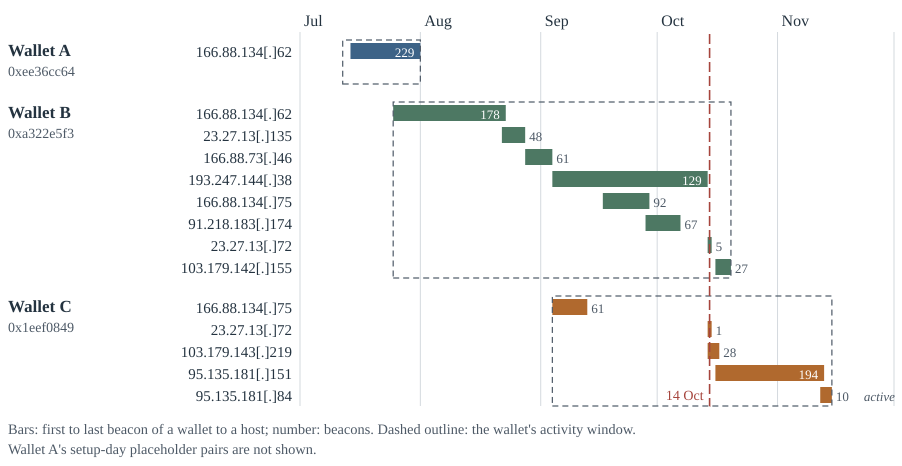 Jul Aug Sep Oct Nov
Wallet A 166.88.134[.]62 229
0xee36cc64
Wallet B 166.88.134[.]62 178
0xa322e5f3 23.27.13[.]135 48
166.88.73[.]46 61
193.247.144[.]38 129
166.88.134[.]75 92
91.218.183[.]174 67
23.27.13[.]72 5
103.179.142[.]155 27
Wallet C 166.88.134[.]75 61
0x1eef0849 23.27.13[.]72 1
103.179.143[.]219 28
95.135.181[.]151 194
95.135.181[.]84 14 Oct 10 active
Bars: first to last beacon of a wallet to a host; number: beacons. Dashed outline: the wallet's activity window.
Wallet A's setup-day placeholder pairs are not shown.